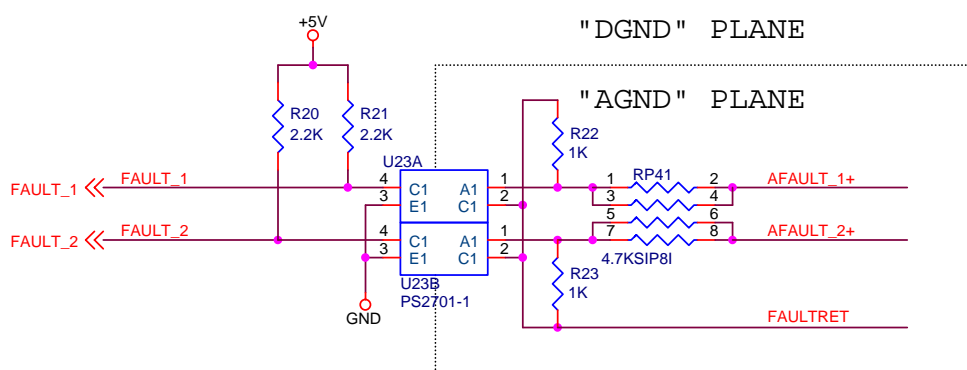 +5V
"DGND" PLANE
"AGND" PLANE
R20
2.2K
R21
2.2K
R22
1K
U23A
RP41
FAULT_1
FAULT_1
4 C1 A1 1
3 E1 C1 2
1 2
3 4
AFAULT_1+
FAULT_2
FAULT_2
4 C1 A1 1
3 E1 C1 2
5 6
7 8
AFAULT_2+
4.7KSIP8I
U23B
PS2701-1
R23
1K
GND
FAULTRET